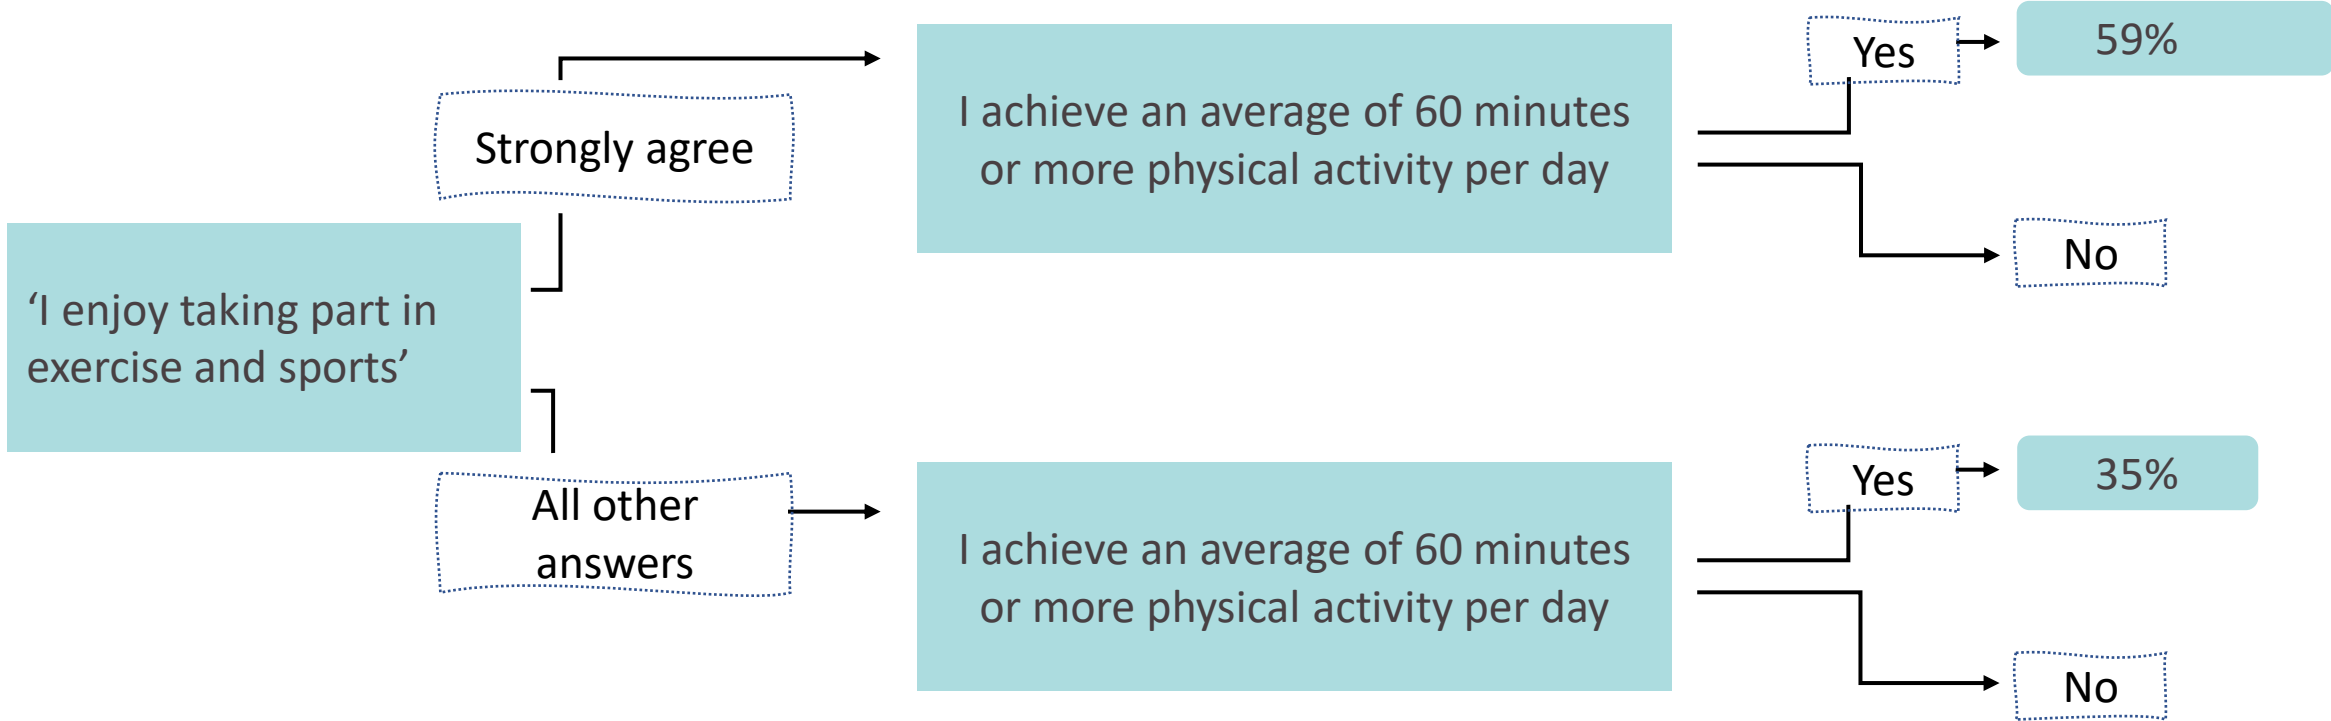 ‘I enjoy taking part in
exercise and sports’
Strongly agree
I achieve an average of 60 minutes
or more physical activity per day
Yes
59%
No
All other
answers
I achieve an average of 60 minutes
or more physical activity per day
Yes
35%
No